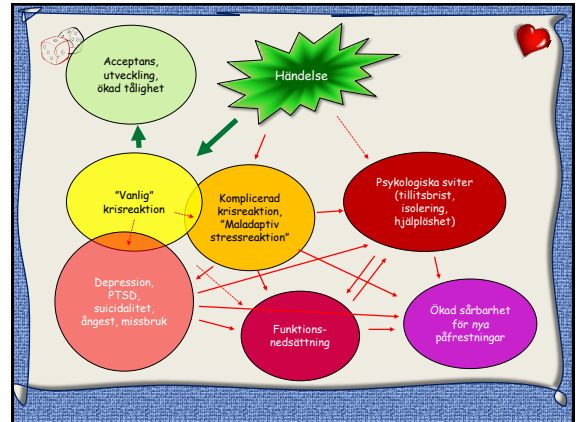 Acceptans,
utveckling,
ökad tålighet
Händelse
"Vanlig"
krisreaktion
Komplicerad
krisreaktion,
"Maladaptiv
stressreaktion"
Psykologiska sviter
(tillitsbrist,
isolering,
hjälplöshet)
Depression,
PTSD,
suicidalitet,
ångest, missbruk
Funktions-
nedsättning
Ökad sårbarhet
för nya
påfrestningar